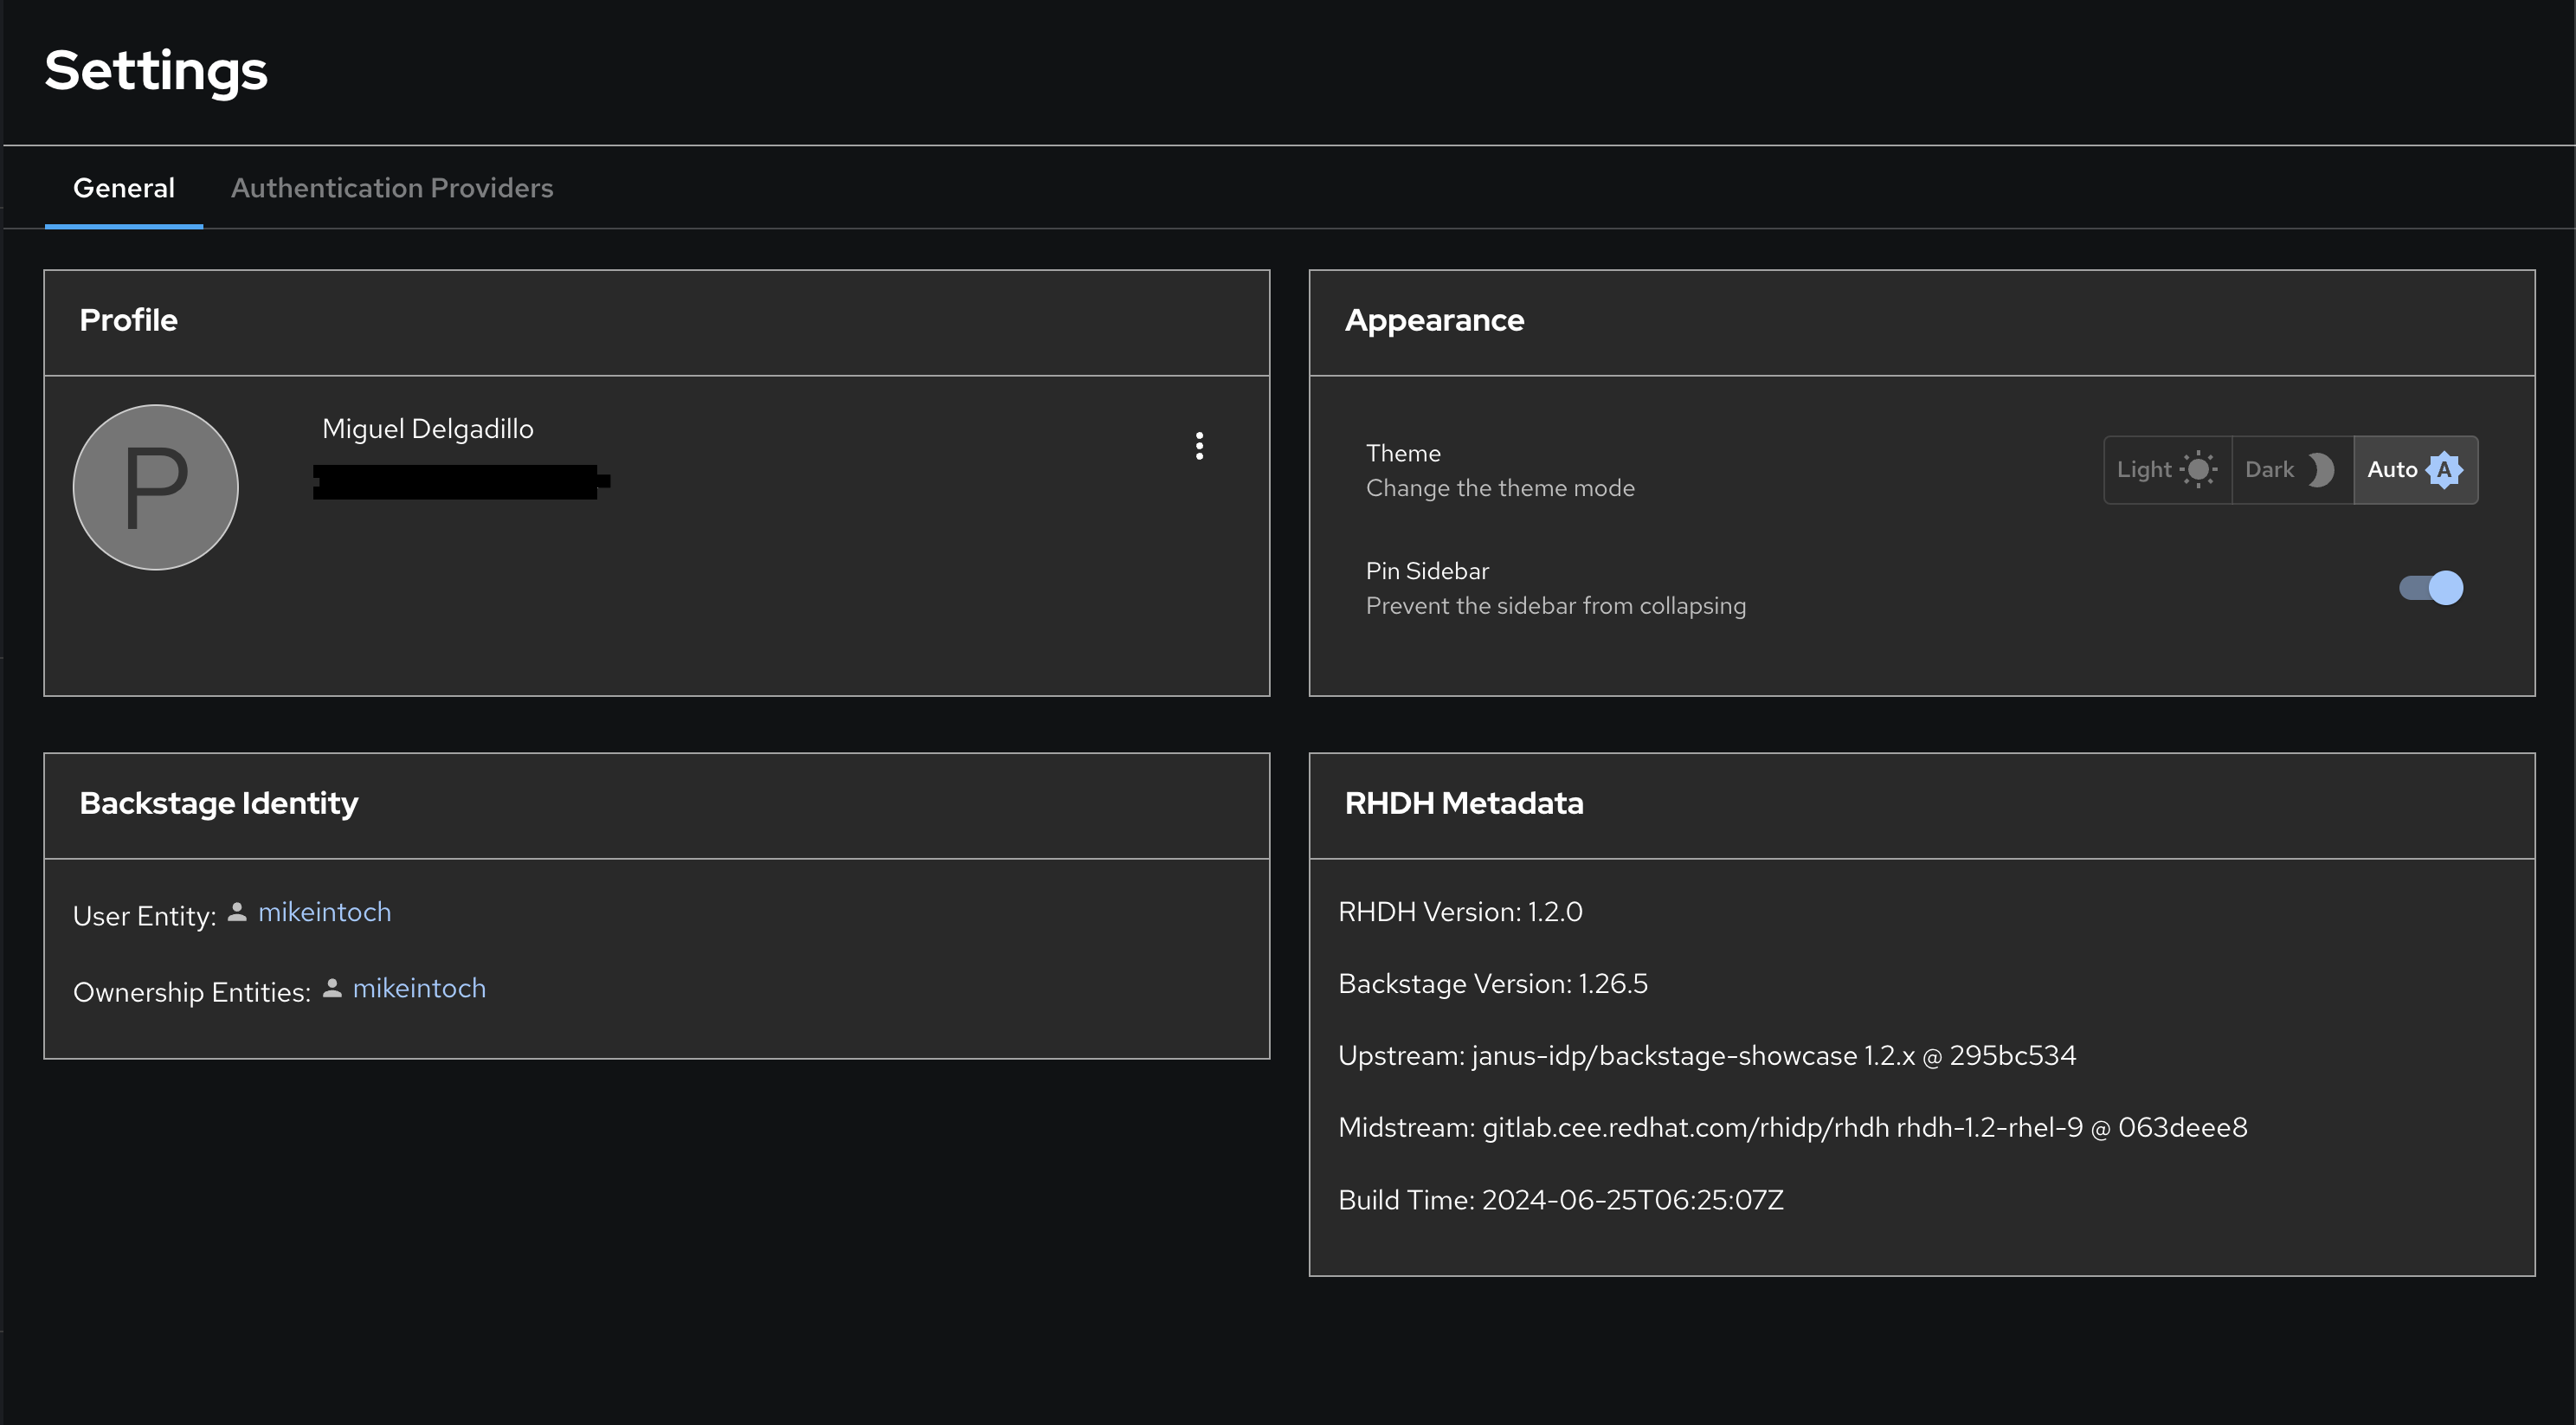 Settings
General
Authentication Providers
Profile
P
Miguel Delgadillo
Appearance
Theme
Change the theme mode
Light
Dark
Auto A
Pin Sidebar
Prevent the sidebar from collapsing
Backstage Identity
User Entity: mikeintoch
Ownership Entities: mikeintoch
RHDH Metadata
RHDH Version: 1.2.0
Backstage Version: 1.26.5
Upstream: janus-idp/backstage-showcase 1.2.x @ 295bc534
Midstream: gitlab.cee.redhat.com/rhidp/rhdh rhdh-1.2-rhel-9 @ 063deee8
Build Time: 2024-06-25T06:25:07Z